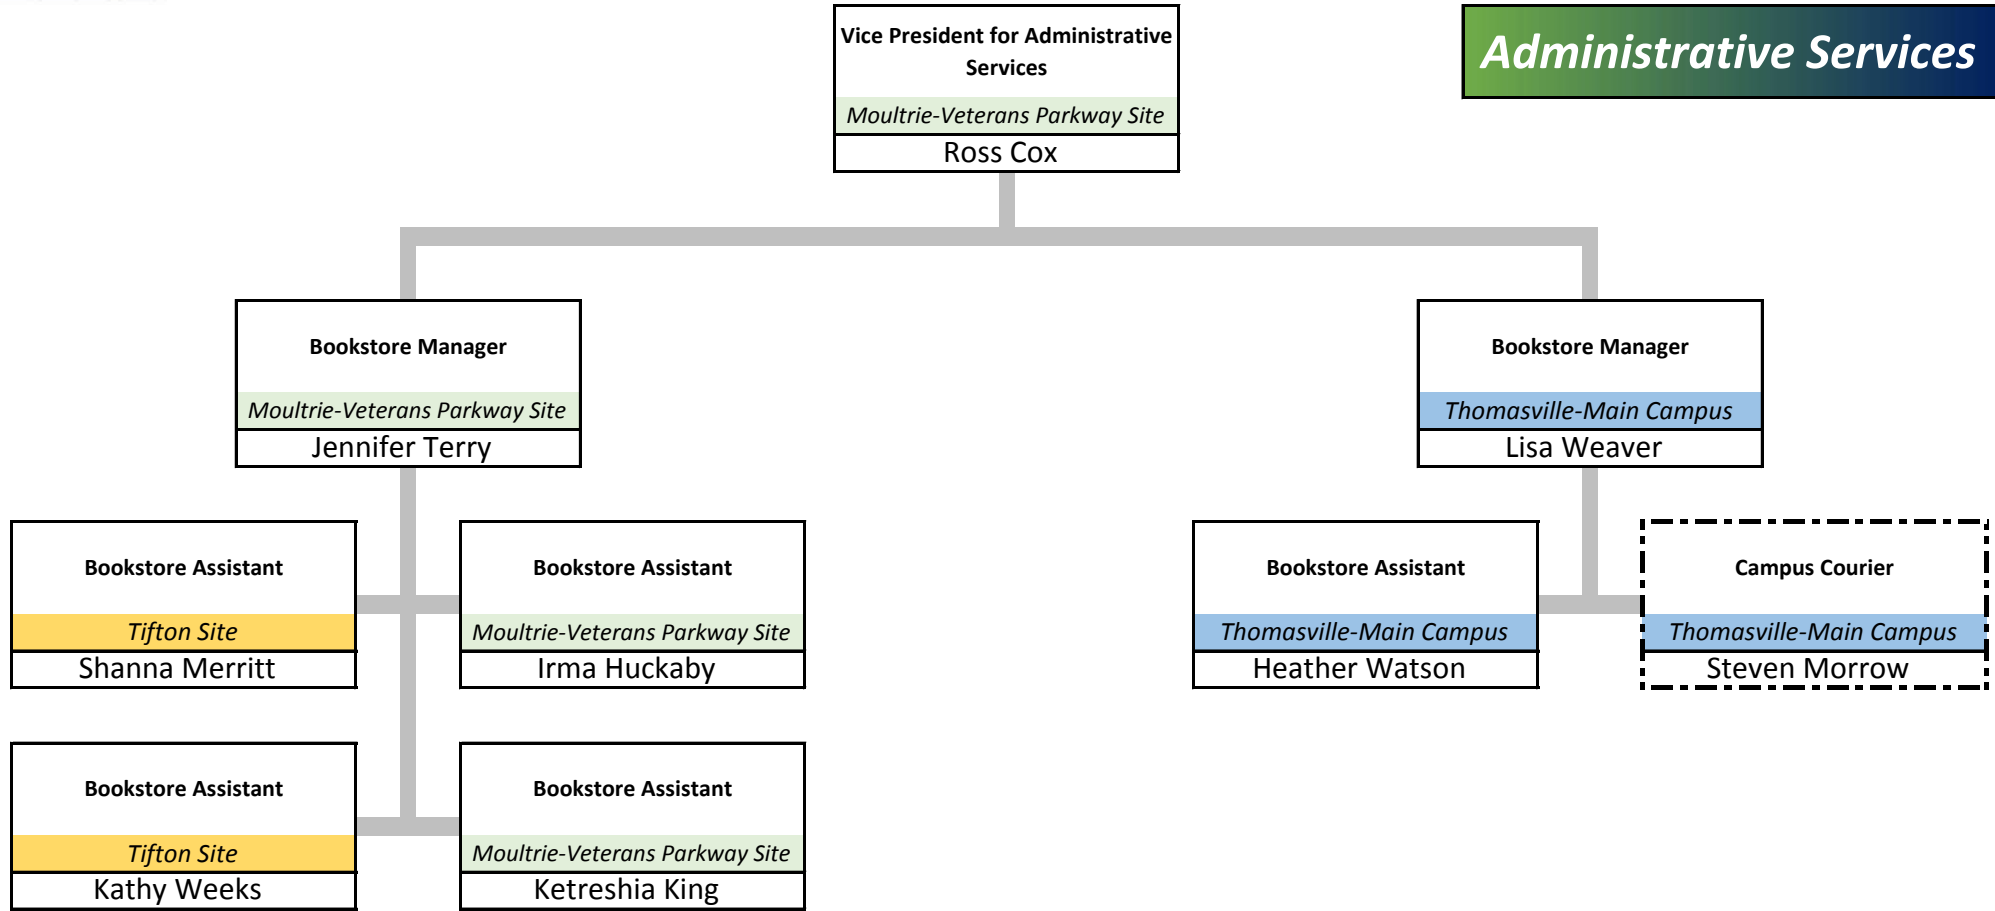 Vice President for Administrative
Services
Moultrie-Veterans Parkway Site
Ross Cox
Administrative Services
Bookstore Manager
Moultrie-Veterans Parkway Site
Jennifer Terry
Bookstore Manager
Thomasville-Main Campus
Lisa Weaver
Bookstore Assistant
Tifton Site
Shanna Merritt
Bookstore Assistant
Moultrie-Veterans Parkway Site
Irma Huckaby
Bookstore Assistant
Thomasville-Main Campus
Heather Watson
Campus Courier
Thomasville-Main Campus
Steven Morrow
Bookstore Assistant
Tifton Site
Kathy Weeks
Bookstore Assistant
Moultrie-Veterans Parkway Site
Ketreshia King